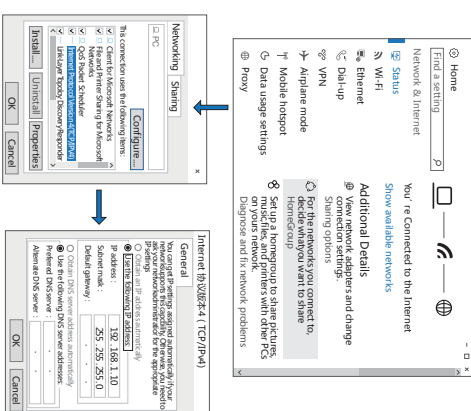 Home
Find a setting
Network & Internet
Status
Wi-Fi
Ethernet
Dial-up
VPN
Airplane mode
Mobile hotspot
Data usage settings
Proxy
You’re Connected to the Internet
Show available networks
Additional Details
View network adapters and change
connection settings.
Sharing options
For the networks you connect to,
decide what you want to share
HomeGroup
Set up a homegroup to share pictures,
music,files, and printers with other PCs
on yours network.
Diagnose and fix network problems
Networking
Sharing
PC
Configure...
This connection uses the following items:
Client for Microsoft Networks
File and Printer Sharing for Microsoft
Networks
QoS Packet Scheduler
Internet Protocol Version 4(TCP/IPv4)
Link-Layer Topology Discovery Responder
Install ...
Uninstall
Properties
OK
Cancel
Internet 协议版本4 ( TCP/IPv4)
General
You can get IP settings assigned automatically if your
network supports this capability. Otherwise, you need to
ask your network administrator for the appropriate
IP settings
Obtain an IP address automatically
Use the following IP address:
IP address :
192 .168 .1 .10
Subnet mask :
255 .255 .255 .0
Default gateway :
Obtain DNS server address automatically
Use the following DNS server addresses:
Preferred DNS server :
Alternate DNS server :
OK
Cancel